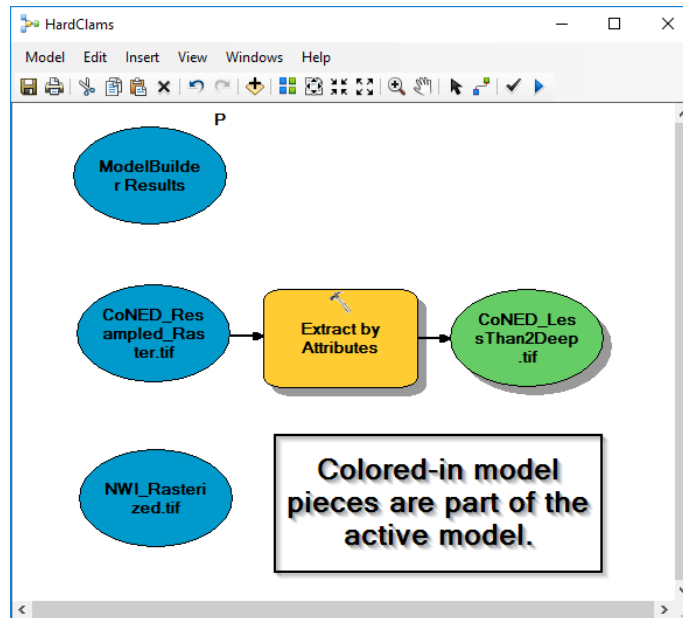 HardClams
Model Edit Insert View Windows Help
P
ModelBuilde
r Results
CoNED_Res
ampled_Ras
ter.tif
Extract by
Attributes
CoNED_Les
sThan2Deep
.tif
NWI_Rasteri
zed.tif
Colored-in model
pieces are part of the
active model.